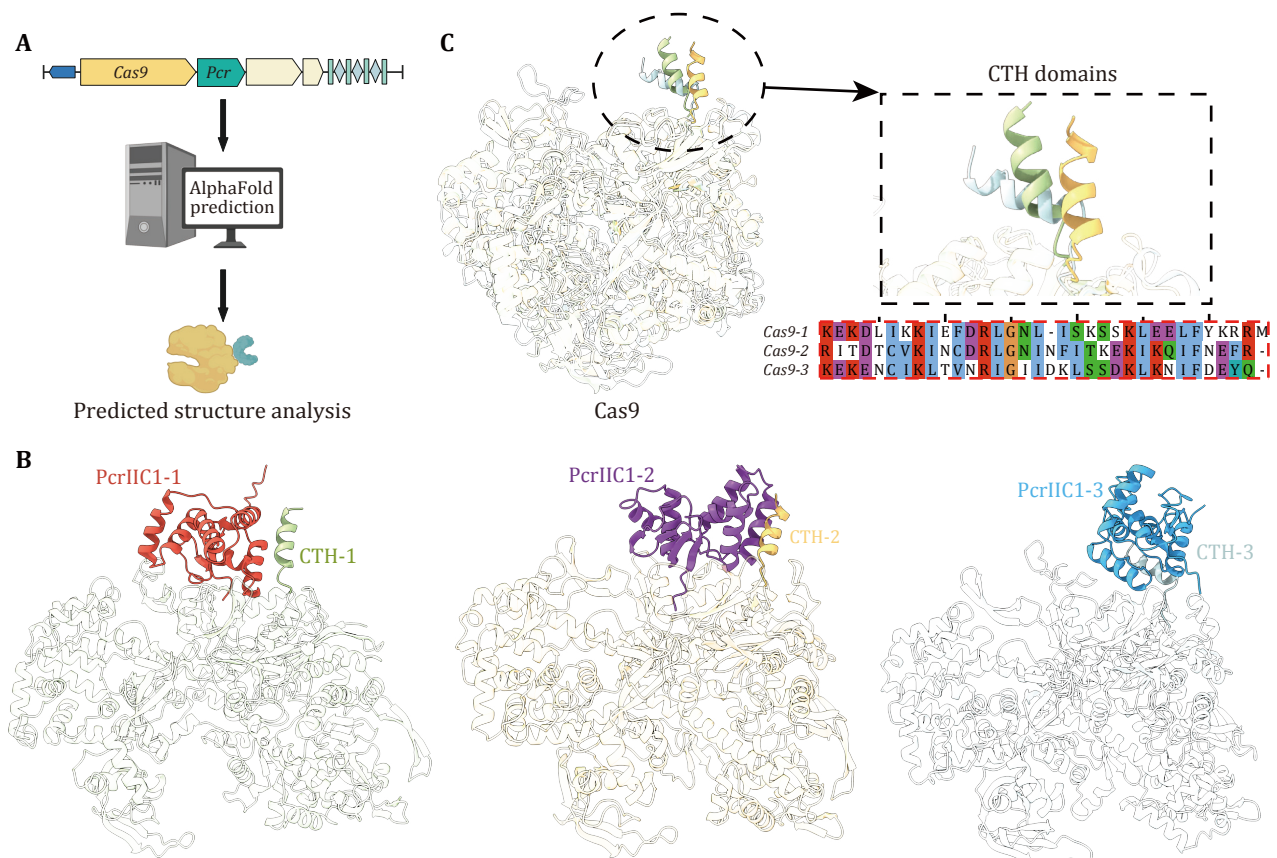 A
Cas9
Pcr
AlphaFold
prediction
Predicted structure analysis
C
CTH domains
Cas9
Cas9-1 KEKDLIKKIEFDRLGNL-ISKSSKLEELFYKRRM
Cas9-2 RITDTCVKINCDRLGNINFITKEKIKQIFNEFR-
Cas9-3 KEKENCIKLTVNRIGIIDKLSSDKLKNIFDEYQ-
B
PcrIIC1-1
CTH-1
PcrIIC1-2
CTH-2
PcrIIC1-3
CTH-3